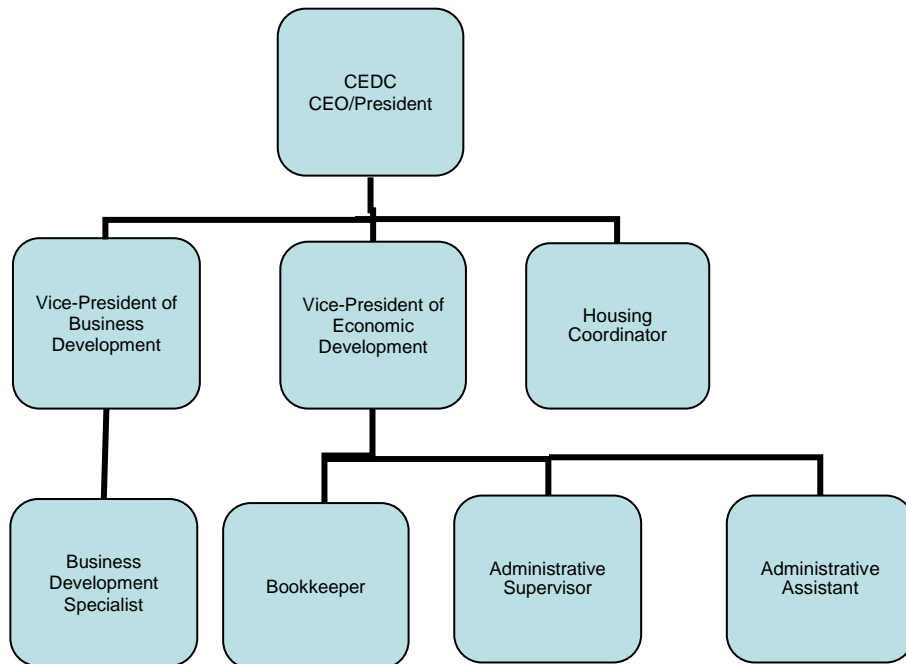 CEDC
CEO/President
Vice-President of
Business
Development
Vice-President of
Economic
Development
Housing
Coordinator
Business
Development
Specialist
Bookkeeper
Administrative
Supervisor
Administrative
Assistant